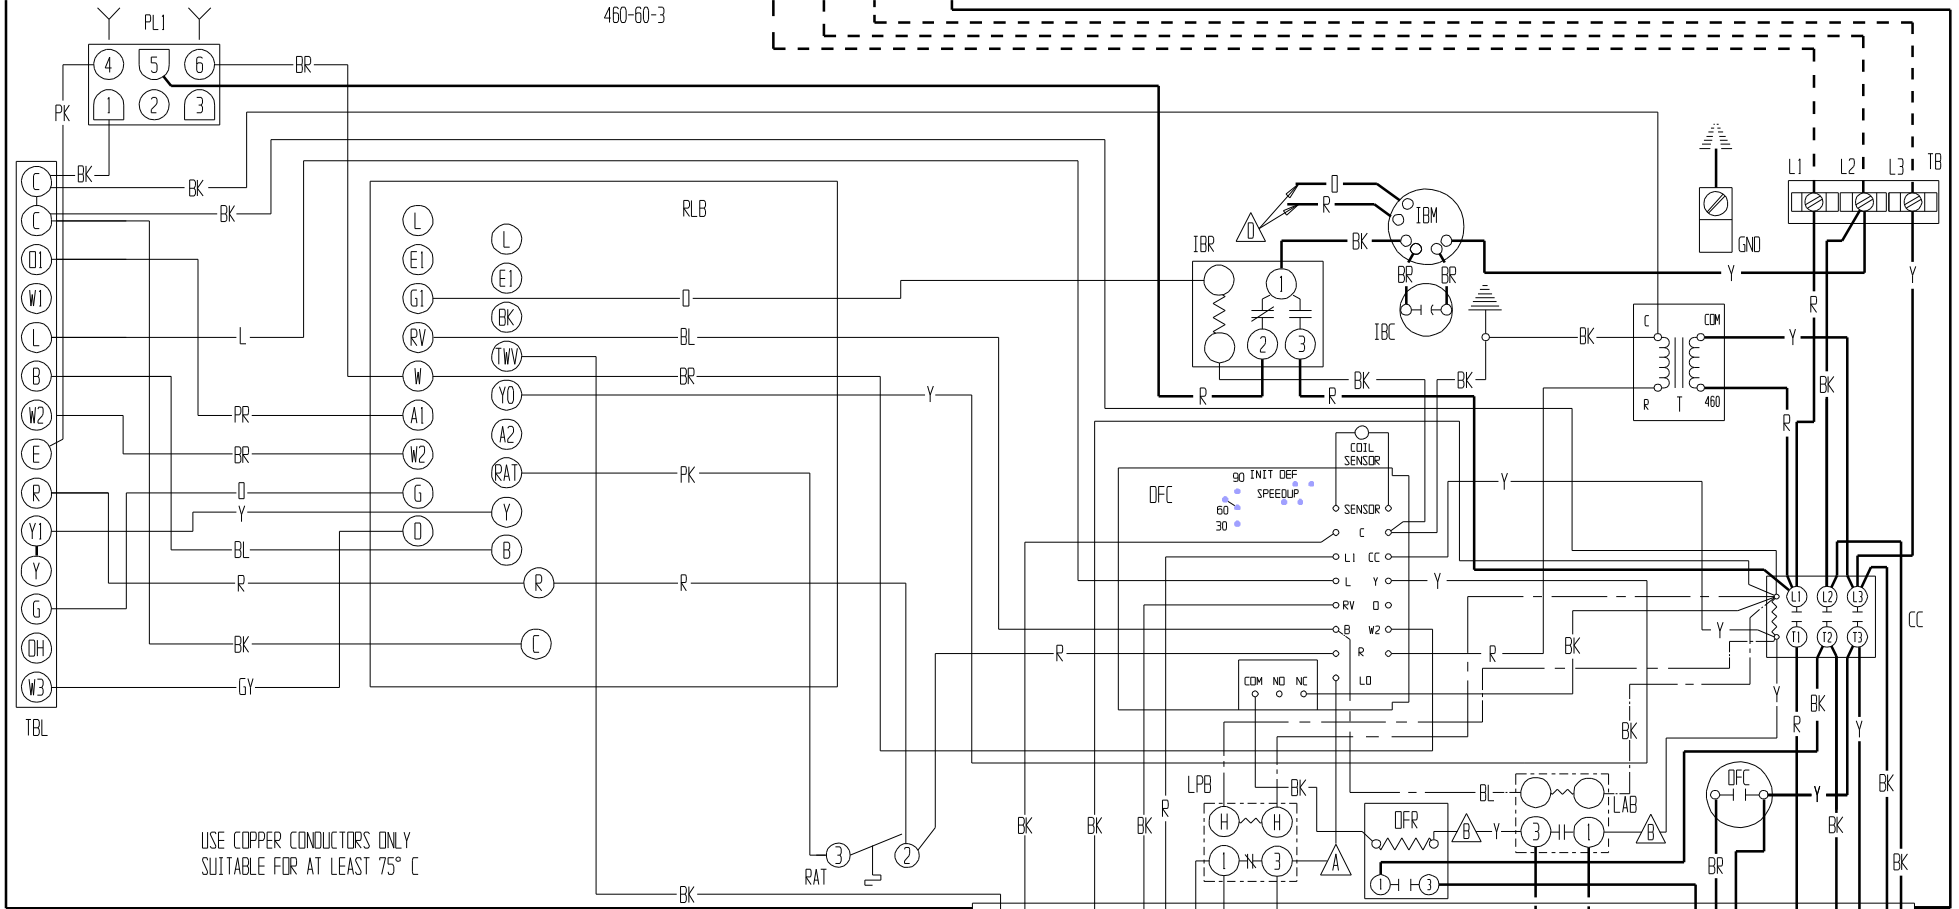 460-60-3
PL1
4 5 6
BR
1 2 3
PK
BK
BK
BK
C
C
O1
W1
L
B
W2
E
R
Y1
Y
G
OH
W3
TBL
L
PR
BR
O
Y
BL
R
BK
GY
RLB
L
E1
G1
RV
W
A1
W2
G
D
L
E1
BK
TWV
YO
A2
RAT
Y
B
R
C
O
BL
BR
Y
PK
R
R
3
2
RAT
BK
USE COPPER CONDUCTORS ONLY
SUITABLE FOR AT LEAST 75° C
D
O
R
IBM
BK
BR BR
IBC
IBR
1
2 3
BK
R
R
BK
BK
GND
L1 L2 L3 TB
Y
R
Y
BK
C COM
R T 460
Y
R
COIL
SENSOR
DFC
90 INIT DEF
SPEEDUP
60
30
SENSOR
C
L1 CC
L Y
RV O
B W2
R
LO
COM NO NC
Y
Y
R
BK
Y
L1 L2 L3
T1 T2 T3
CC
Y
BK
R
Y
BK
BK
BK
BK
R
LPB
H H
1 3
A
BK
OFR
1 3
B
Y
BL
LAB
3 1
B
OFC
Y
BR
BK
BK
BK